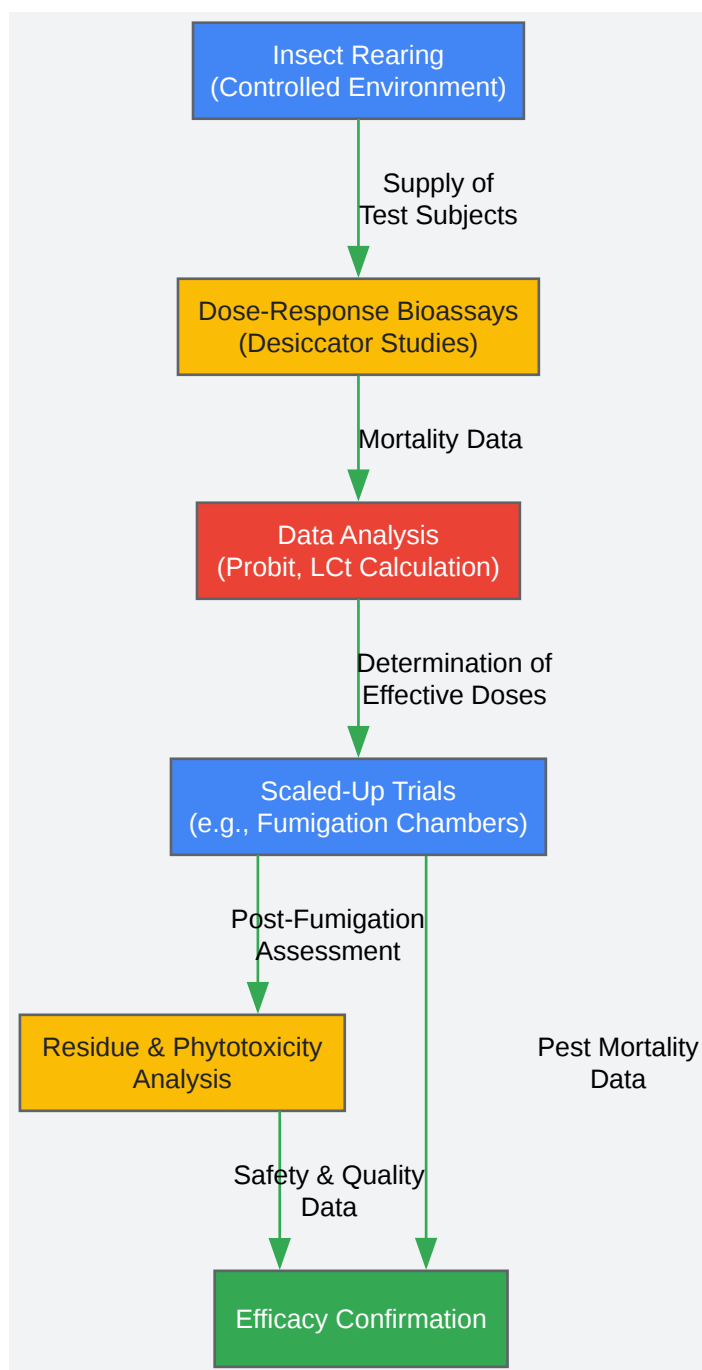 Insect Rearing
(Controlled Environment)
Supply of
Test Subjects
Dose-Response Bioassays
(Desiccator Studies)
Mortality Data
Data Analysis
(Probit, LCt Calculation)
Determination of
Effective Doses
Scaled-Up Trials
(e.g., Fumigation Chambers)
Post-Fumigation
Assessment
Residue & Phytotoxicity
Analysis
Pest Mortality
Data
Safety & Quality
Data
Efficacy Confirmation